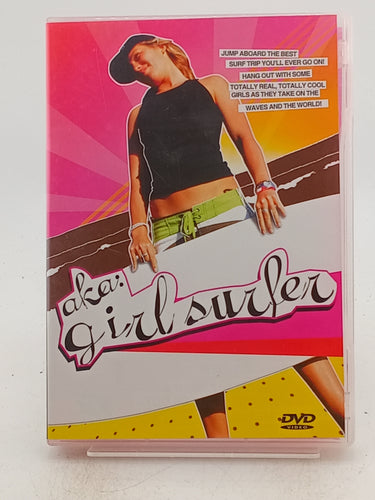 JUMP ABOARD THE BEST
SURF TRIP YOU'LL EVER GO ON!
HANG OUT WITH SOME
TOTALLY REAL, TOTALLY COOL
GIRLS AS THEY TAKE ON THE
WAVES AND THE WORLD!
aka:
girl surfer
DVD
VIDEO